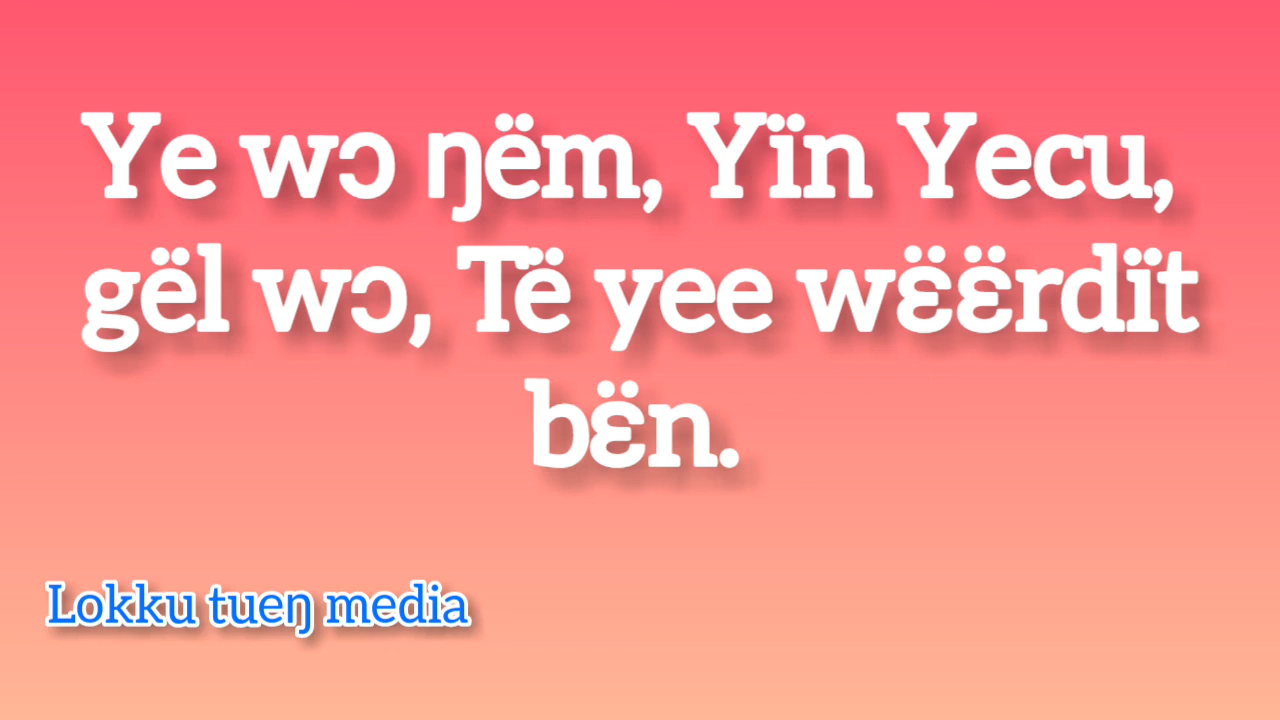 Ye wɔ ŋëm, Yïn Yecu,
gël wɔ, Të yee wɛ̈ɛ̈rdït
bɛ̈n.
Lokku tueŋ media